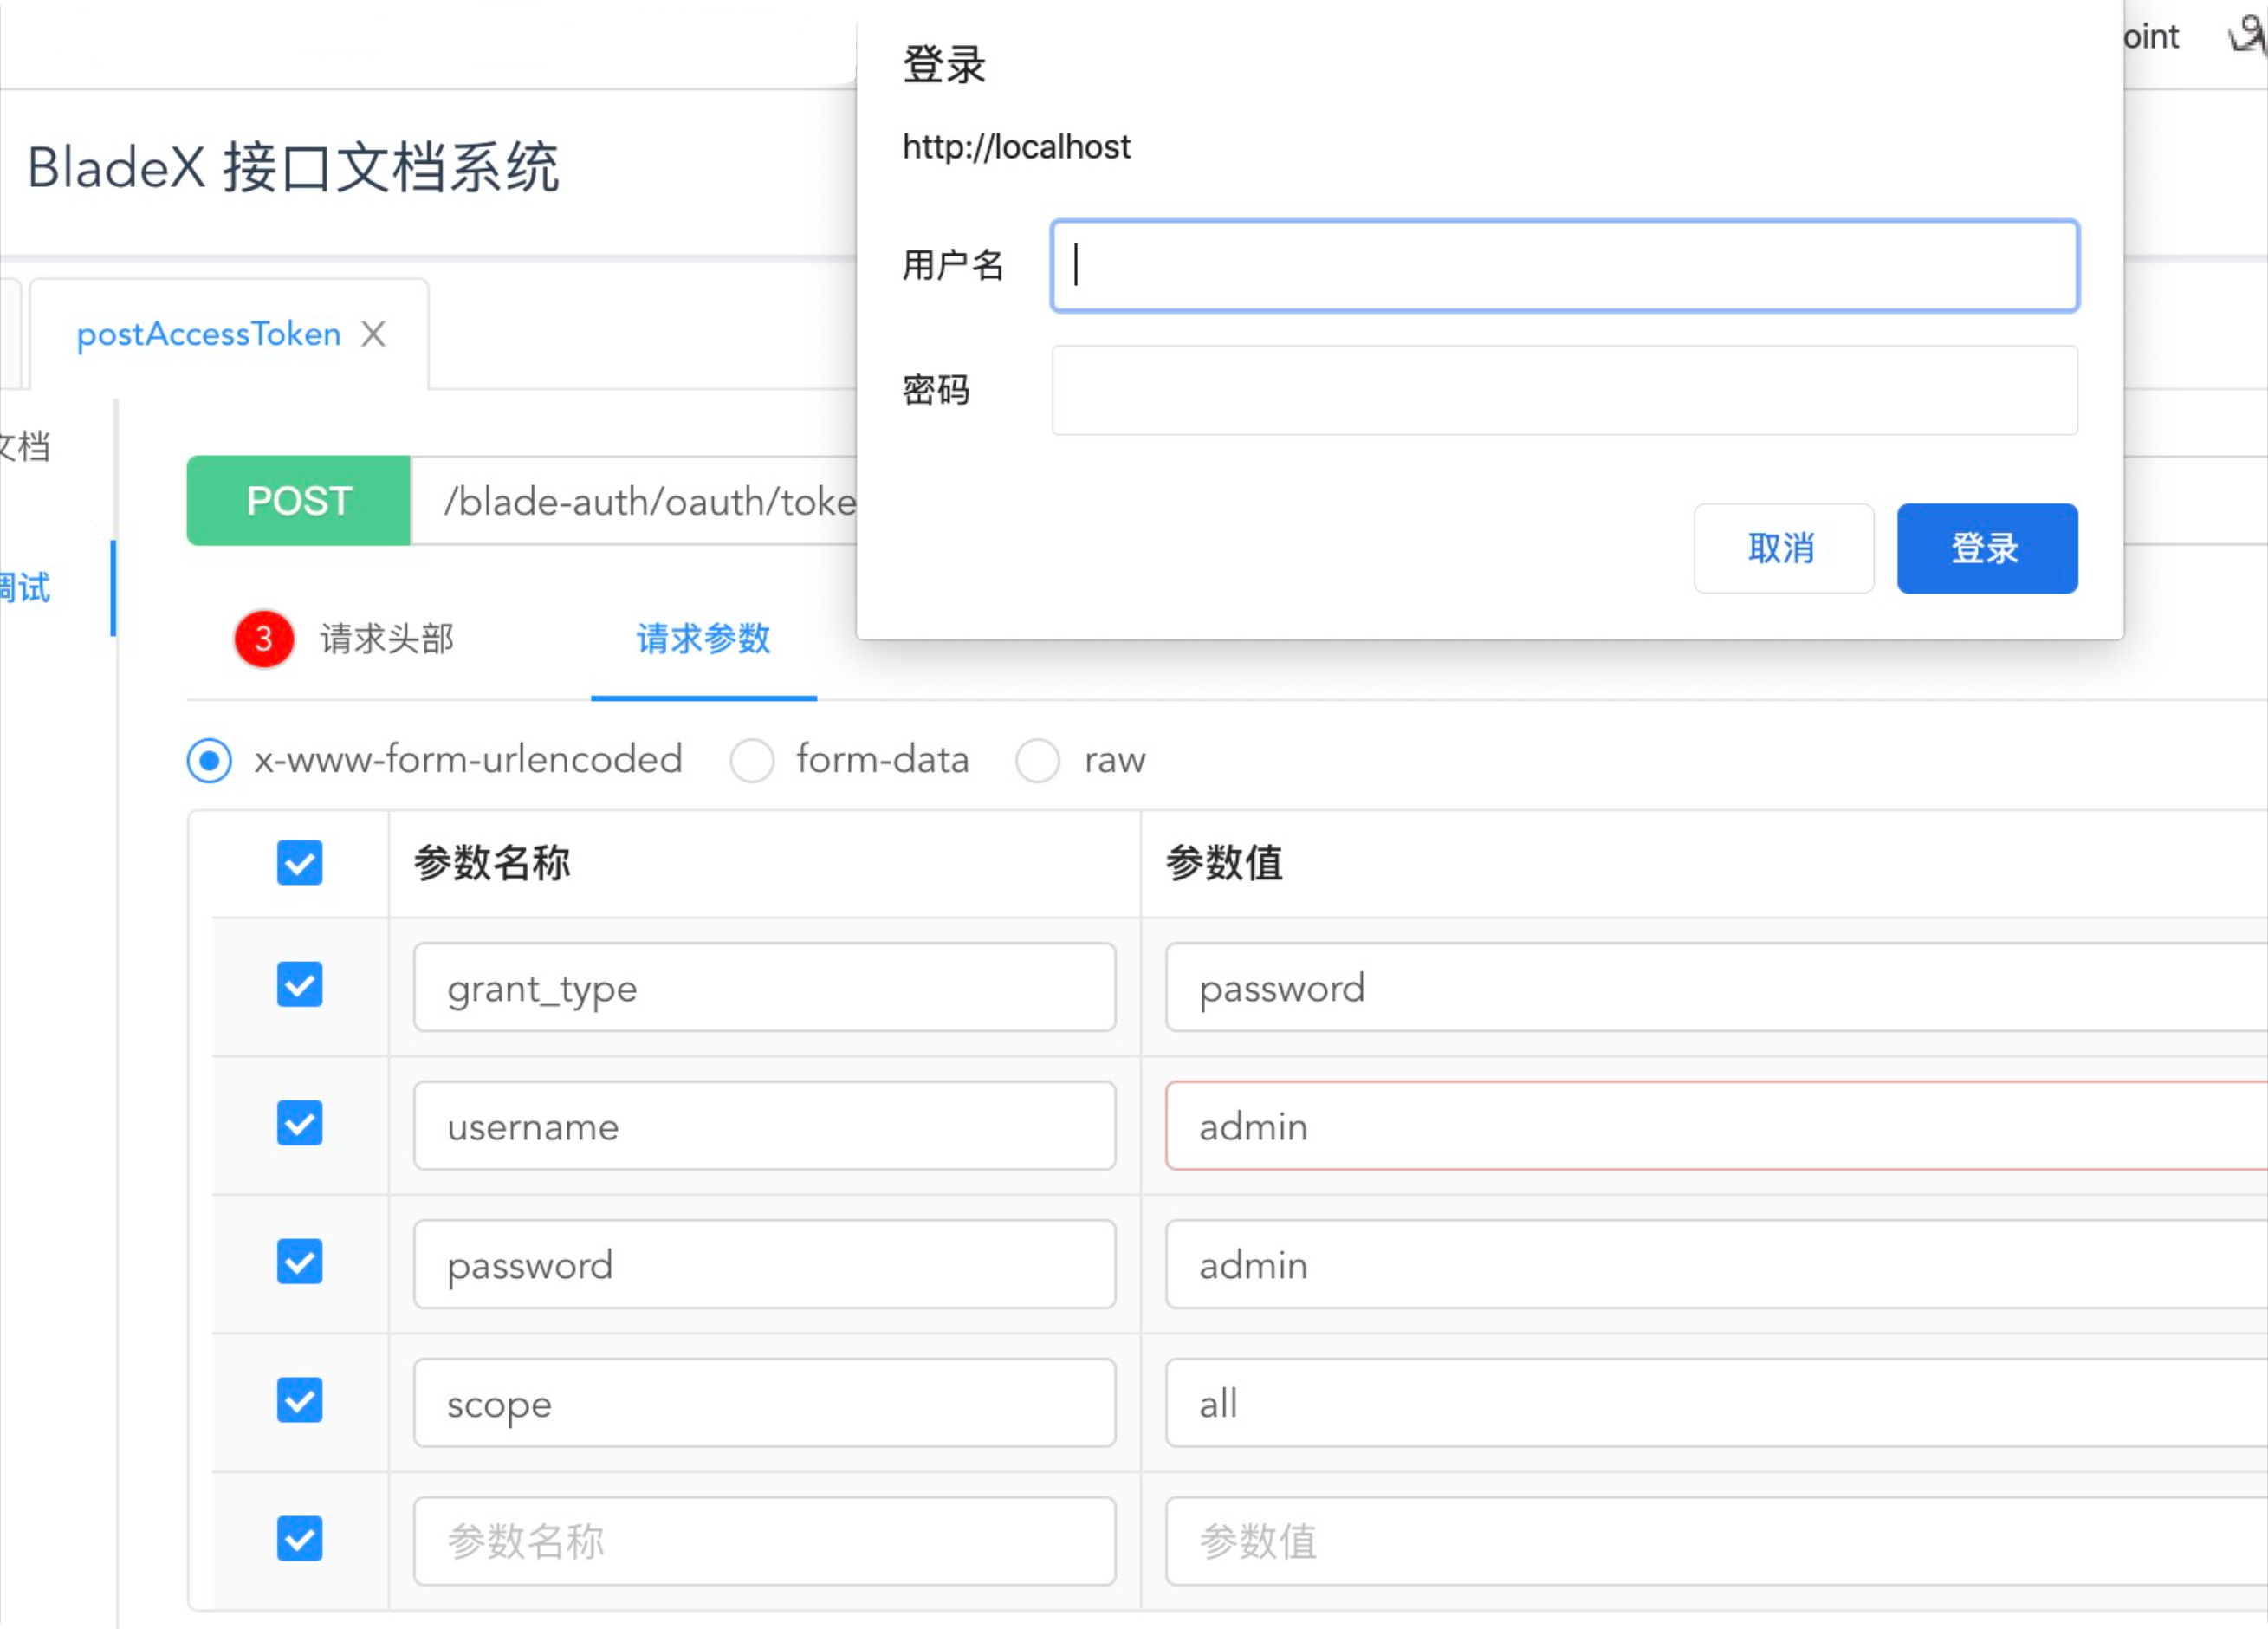 oint
登录
http://localhost
BladeX 接口文档系统
用户名
postAccessToken X
密码
文档
POST /blade-auth/oauth/toke
取消 登录
调试
3 请求头部 请求参数
x-www-form-urlencoded form-data raw
参数名称 参数值
grant_type password
username admin
password admin
scope all
参数名称 参数值